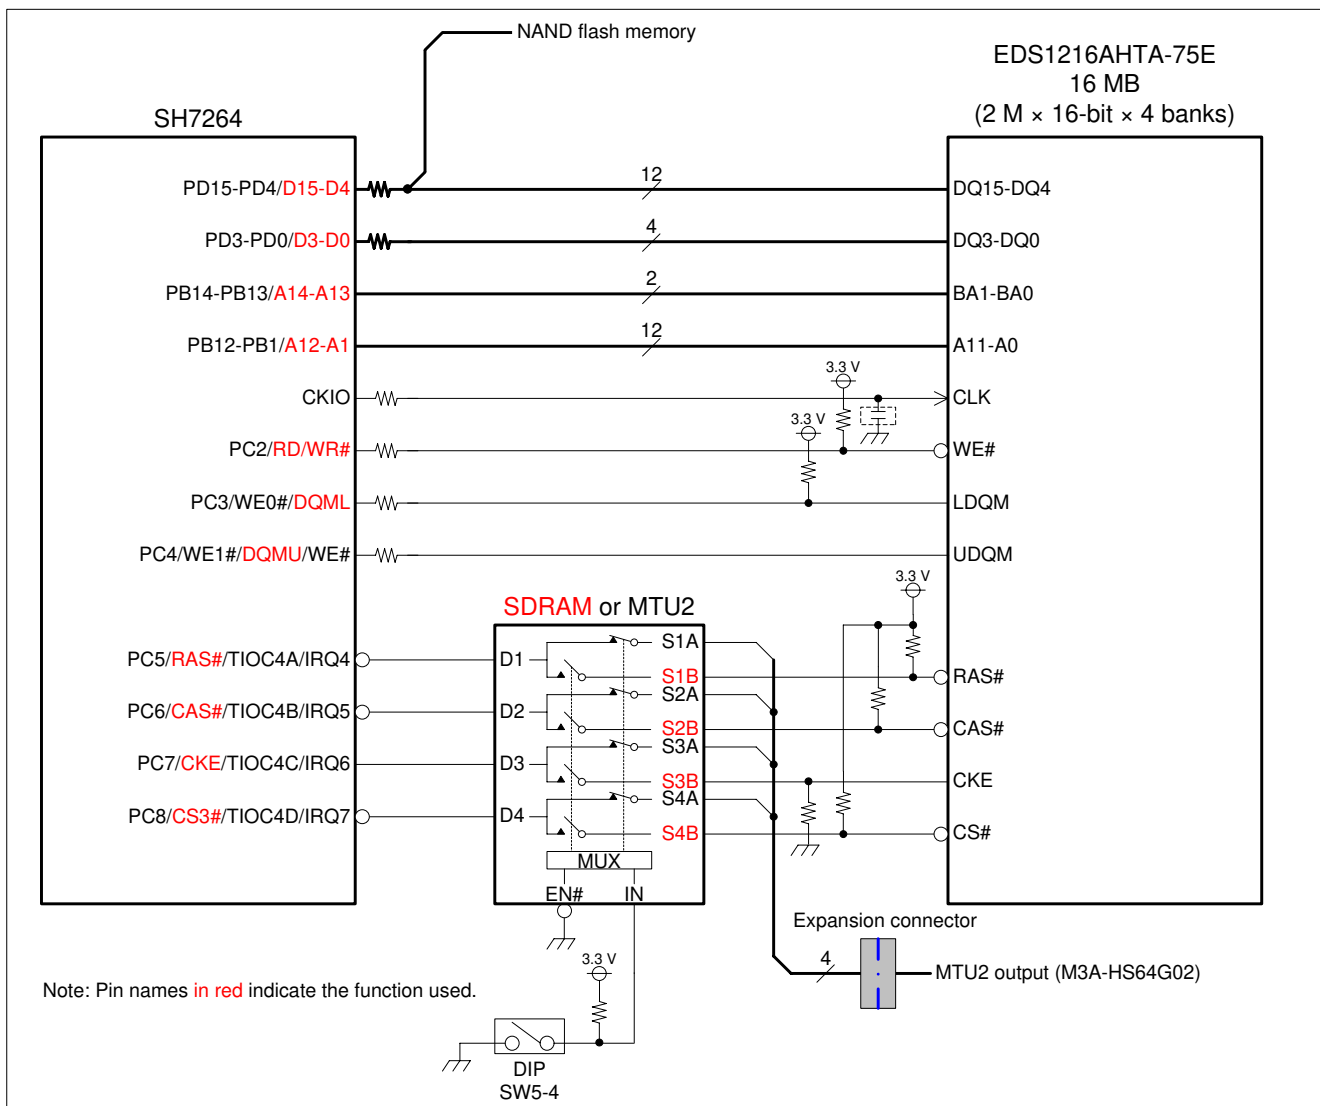 NAND flash memory
EDS1216AHTA-75E
16 MB
(2 M × 16-bit × 4 banks)
SH7264
PD15-PD4/D15-D4
12
DQ15-DQ4
PD3-PD0/D3-D0
4
DQ3-DQ0
PB14-PB13/A14-A13
2
BA1-BA0
PB12-PB1/A12-A1
12
A11-A0
3.3 V
CKIO
CLK
3.3 V
PC2/RD/WR#
WE#
PC3/WE0#/DQML
LDQM
PC4/WE1#/DQMU/WE#
UDQM
3.3 V
SDRAM or MTU2
S1A
PC5/RAS#/TIOC4A/IRQ4
D1
S1B
RAS#
S2A
PC6/CAS#/TIOC4B/IRQ5
D2
S2B
CAS#
S3A
PC7/CKE/TIOC4C/IRQ6
D3
S3B
CKE
S4A
PC8/CS3#/TIOC4D/IRQ7
D4
S4B
CS#
MUX
EN#
IN
Expansion connector
3.3 V
4
MTU2 output (M3A-HS64G02)
Note: Pin names in red indicate the function used.
DIP
SW5-4